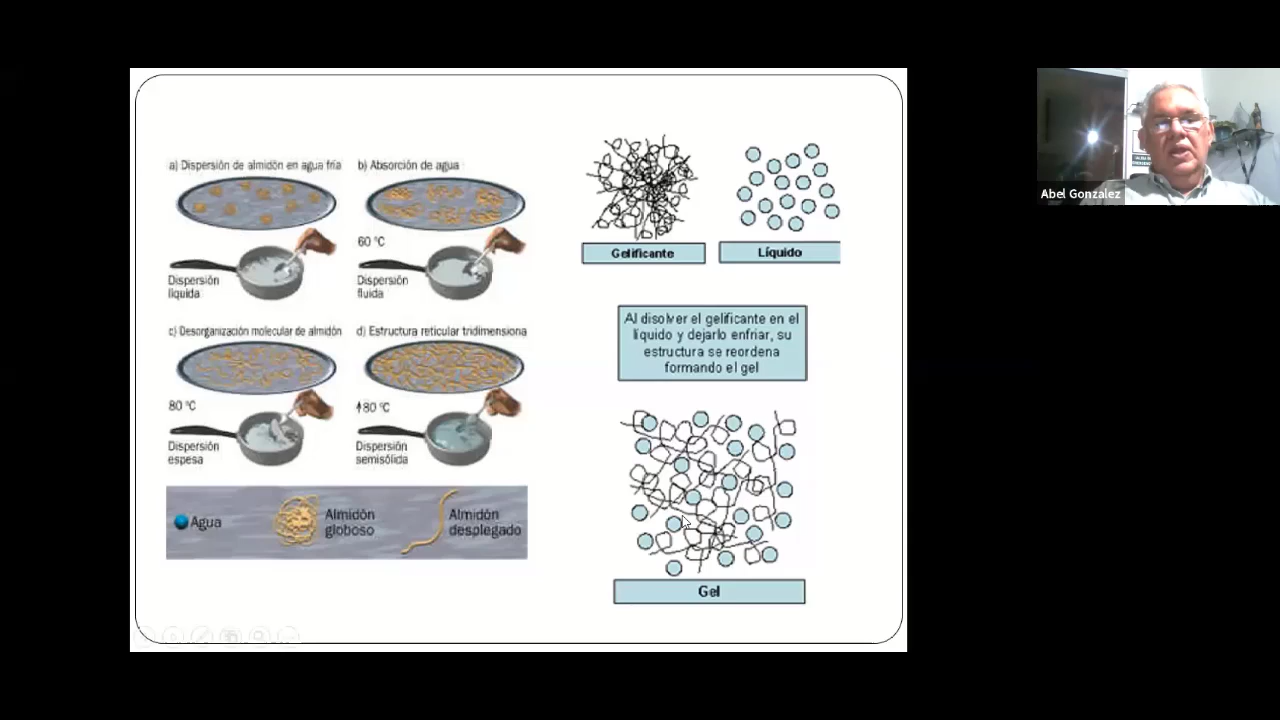 a) Dispersión de almidón en agua fría
Dispersión
líquida
b) Absorción de agua
60 °C
Dispersión
fluida
c) Desorganización molecular de almidón
80 °C
Dispersión
espesa
d) Estructura reticular tridimensiona
80 °C
Dispersión
semisólida
Agua
Almidón
globoso
Almidón
desplegado
Gelificante
Líquido
Al disolver el gelificante en el
líquido y dejarlo enfriar, su
estructura se reordena
formando el gel
Gel
Abel Gonzalez